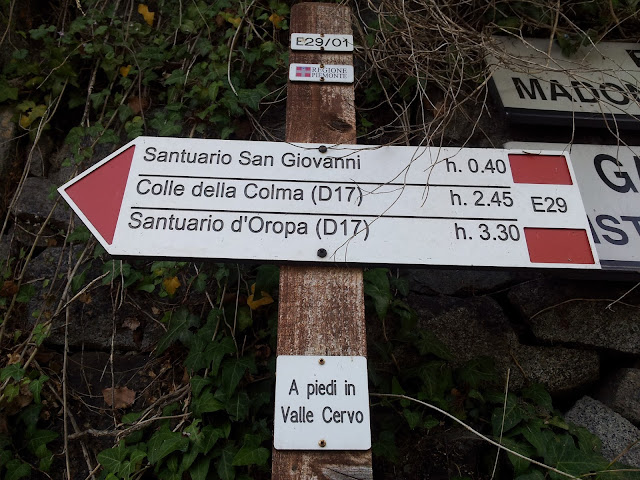 E29/01
REGIONE
PIEMONTE
Santuario San Giovanni h. 0.40
Colle della Colma (D17) h. 2.45 E29
Santuario d'Oropa (D17) h. 3.30
A piedi in
Valle Cervo